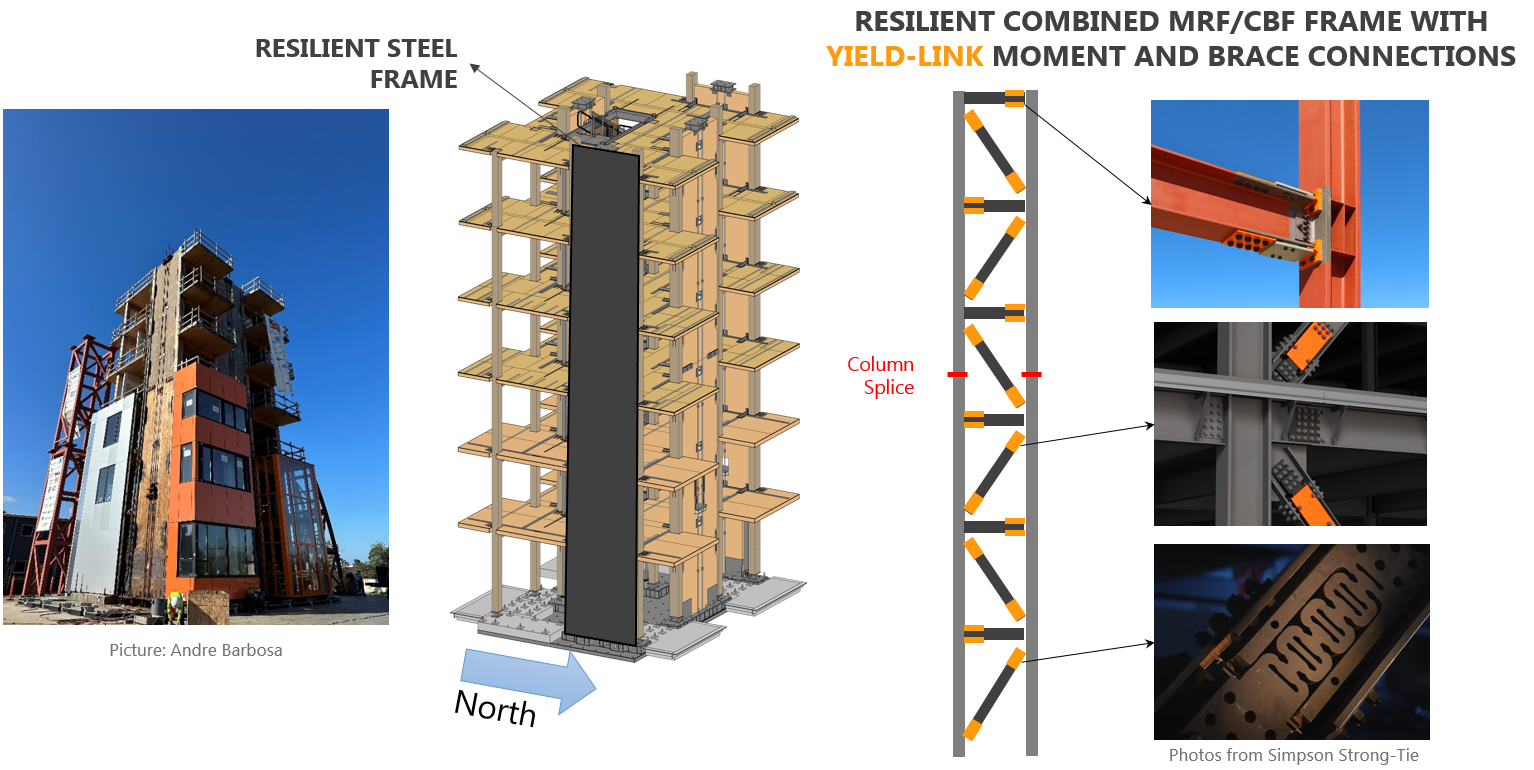 RESILIENT STEEL
FRAME
RESILIENT COMBINED MRF/CBF FRAME WITH
YIELD-LINK MOMENT AND BRACE CONNECTIONS
Column
Splice
North
Picture: Andre Barbosa
Photos from Simpson Strong-Tie